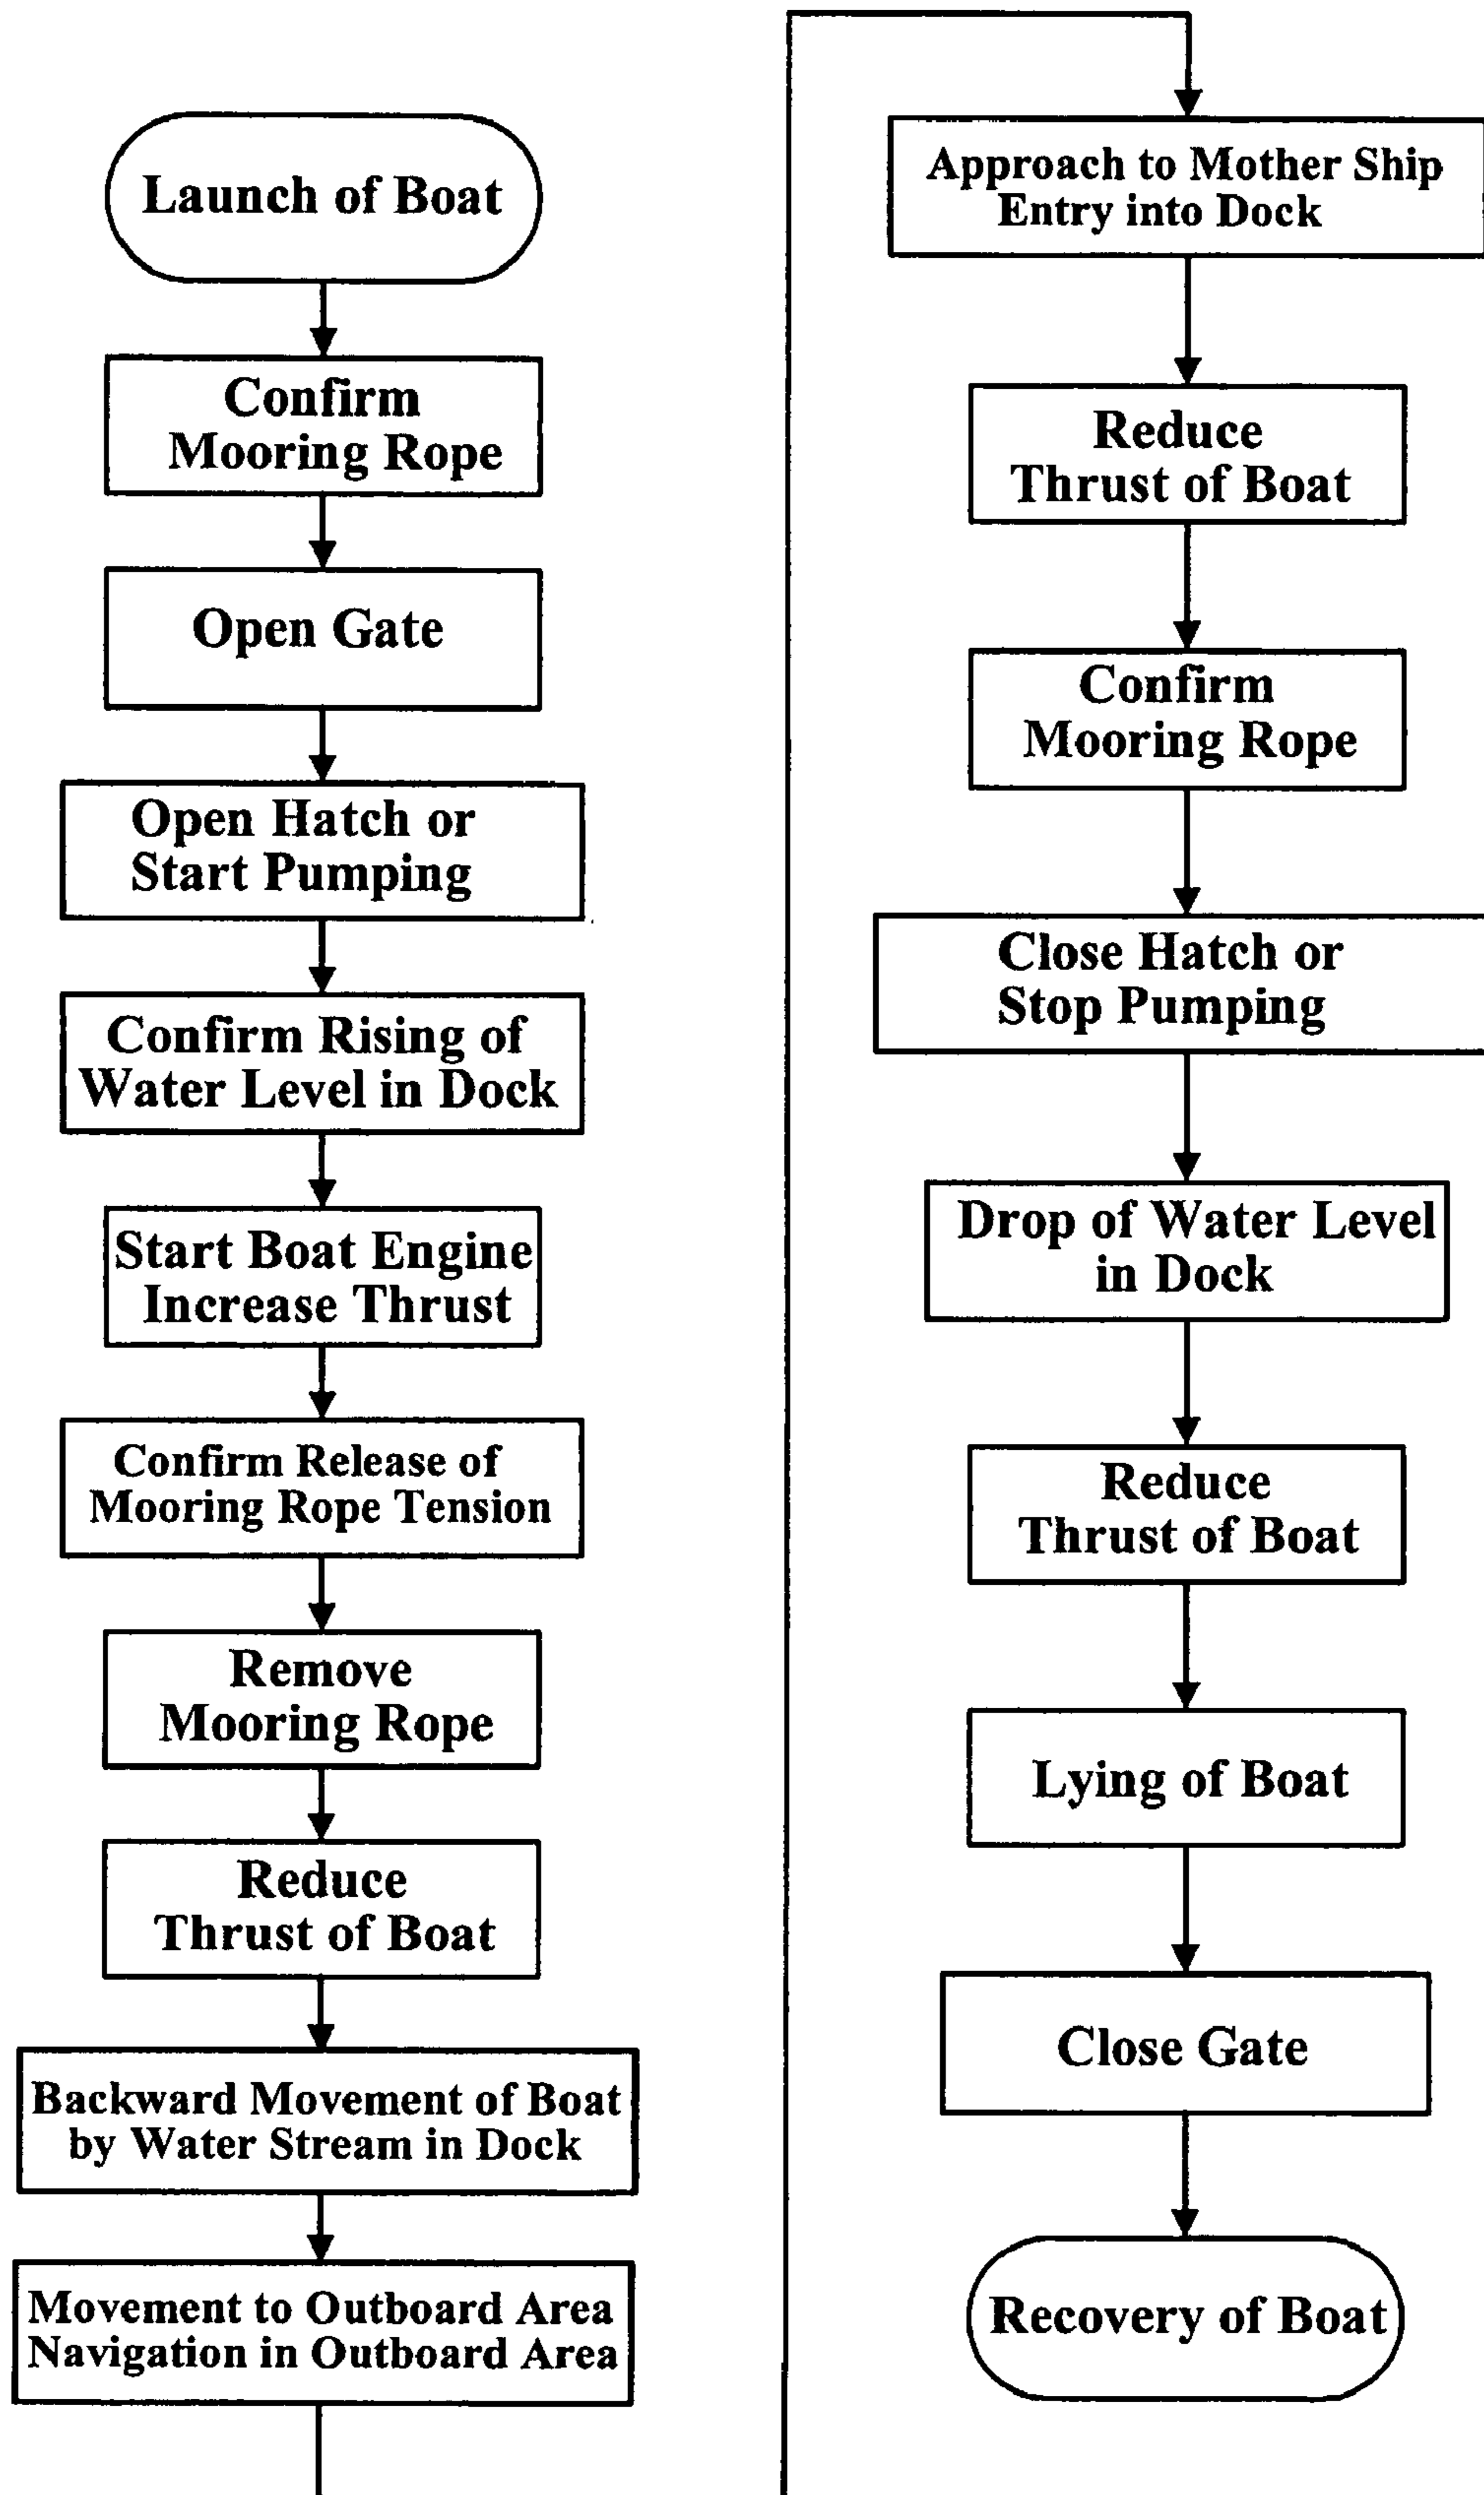 Launch of Boat
Confirm
Mooring Rope
Open Gate
Open Hatch or
Start Pumping
Confirm Rising of
Water Level in Dock
Start Boat Engine
Increase Thrust
Confirm Release of
Mooring Rope Tension
Remove
Mooring Rope
Reduce
Thrust of Boat
Backward Movement of Boat
by Water Stream in Dock
Movement to Outboard Area
Navigation in Outboard Area
Approach to Mother Ship
Entry into Dock
Reduce
Thrust of Boat
Confirm
Mooring Rope
Close Hatch or
Stop Pumping
Drop of Water Level
in Dock
Reduce
Thrust of Boat
Lying of Boat
Close Gate
Recovery of Boat